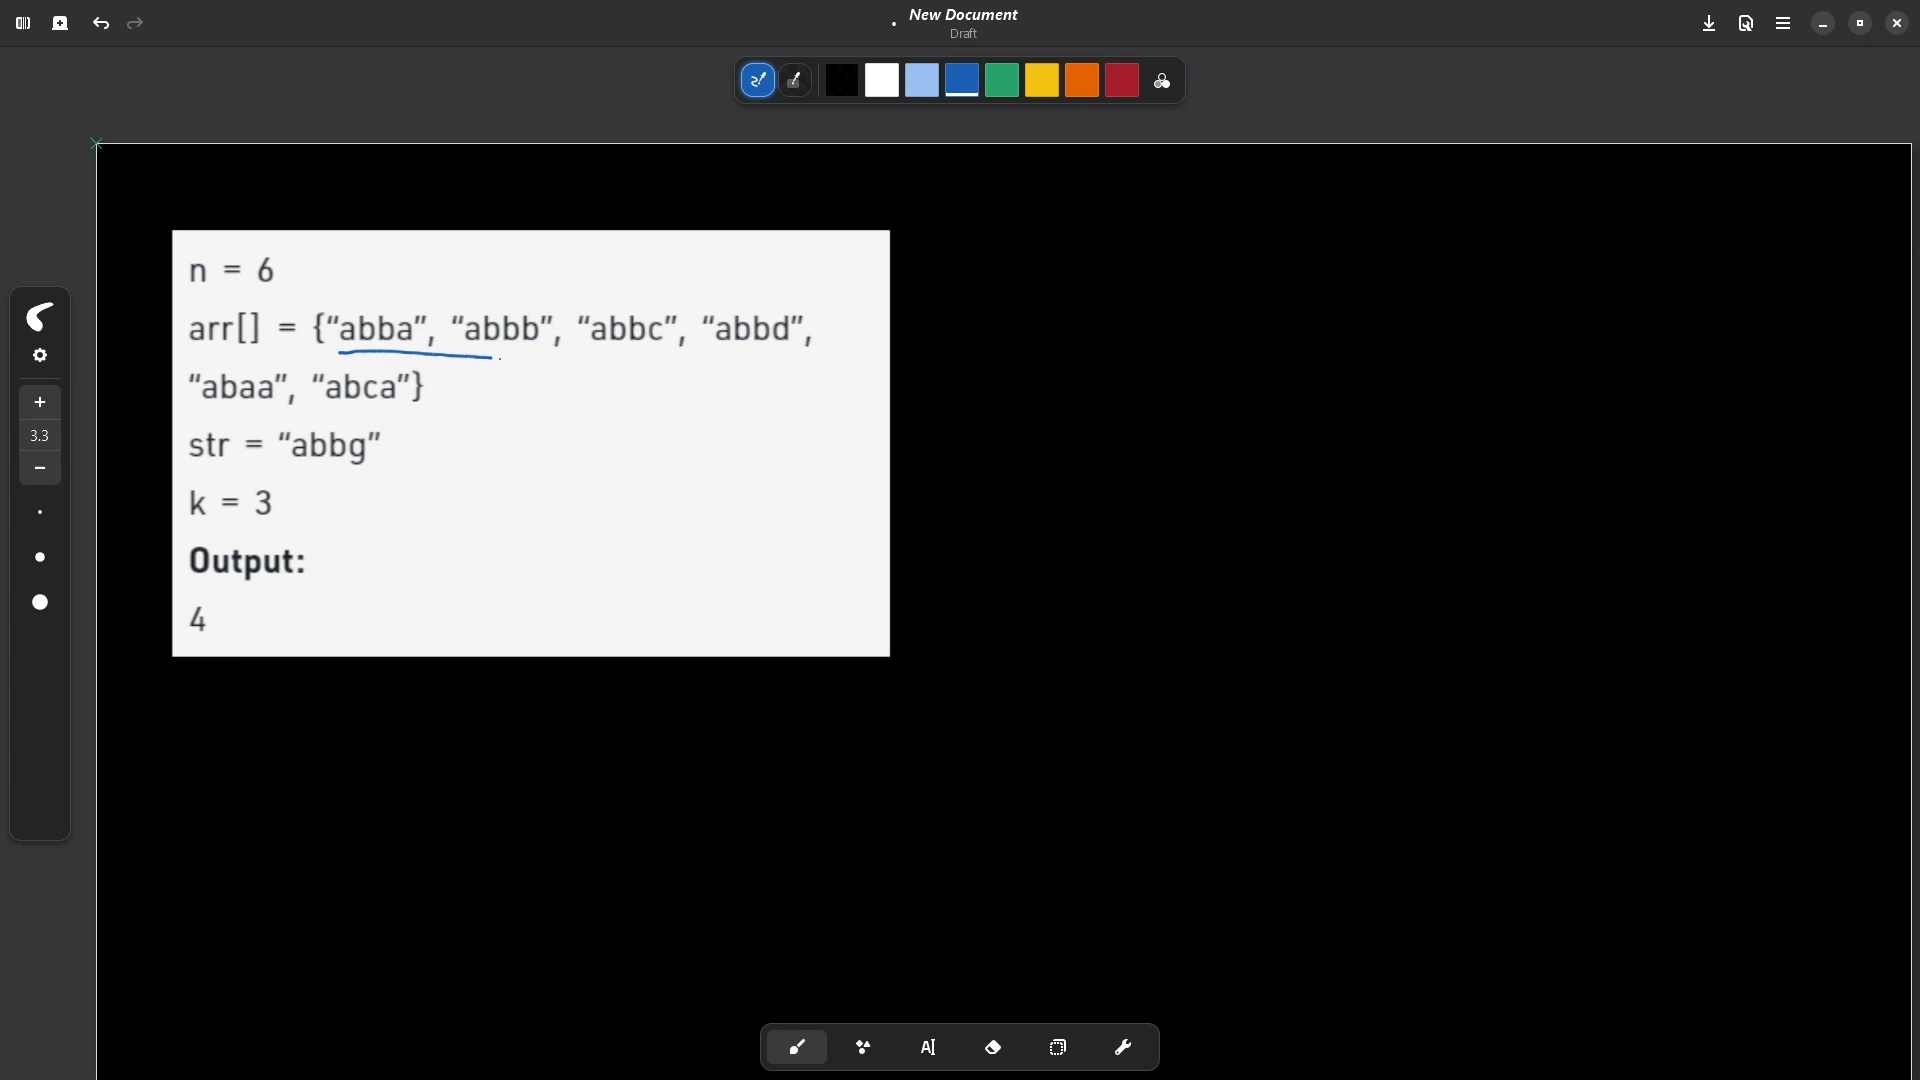 New Document
Draft
n = 6
arr[] = {“abba”, “abbb”, “abbc”, “abbd”,
“abaa”, “abca”}
str = “abbg”
k = 3
Output:
4
+
3.3
−
A